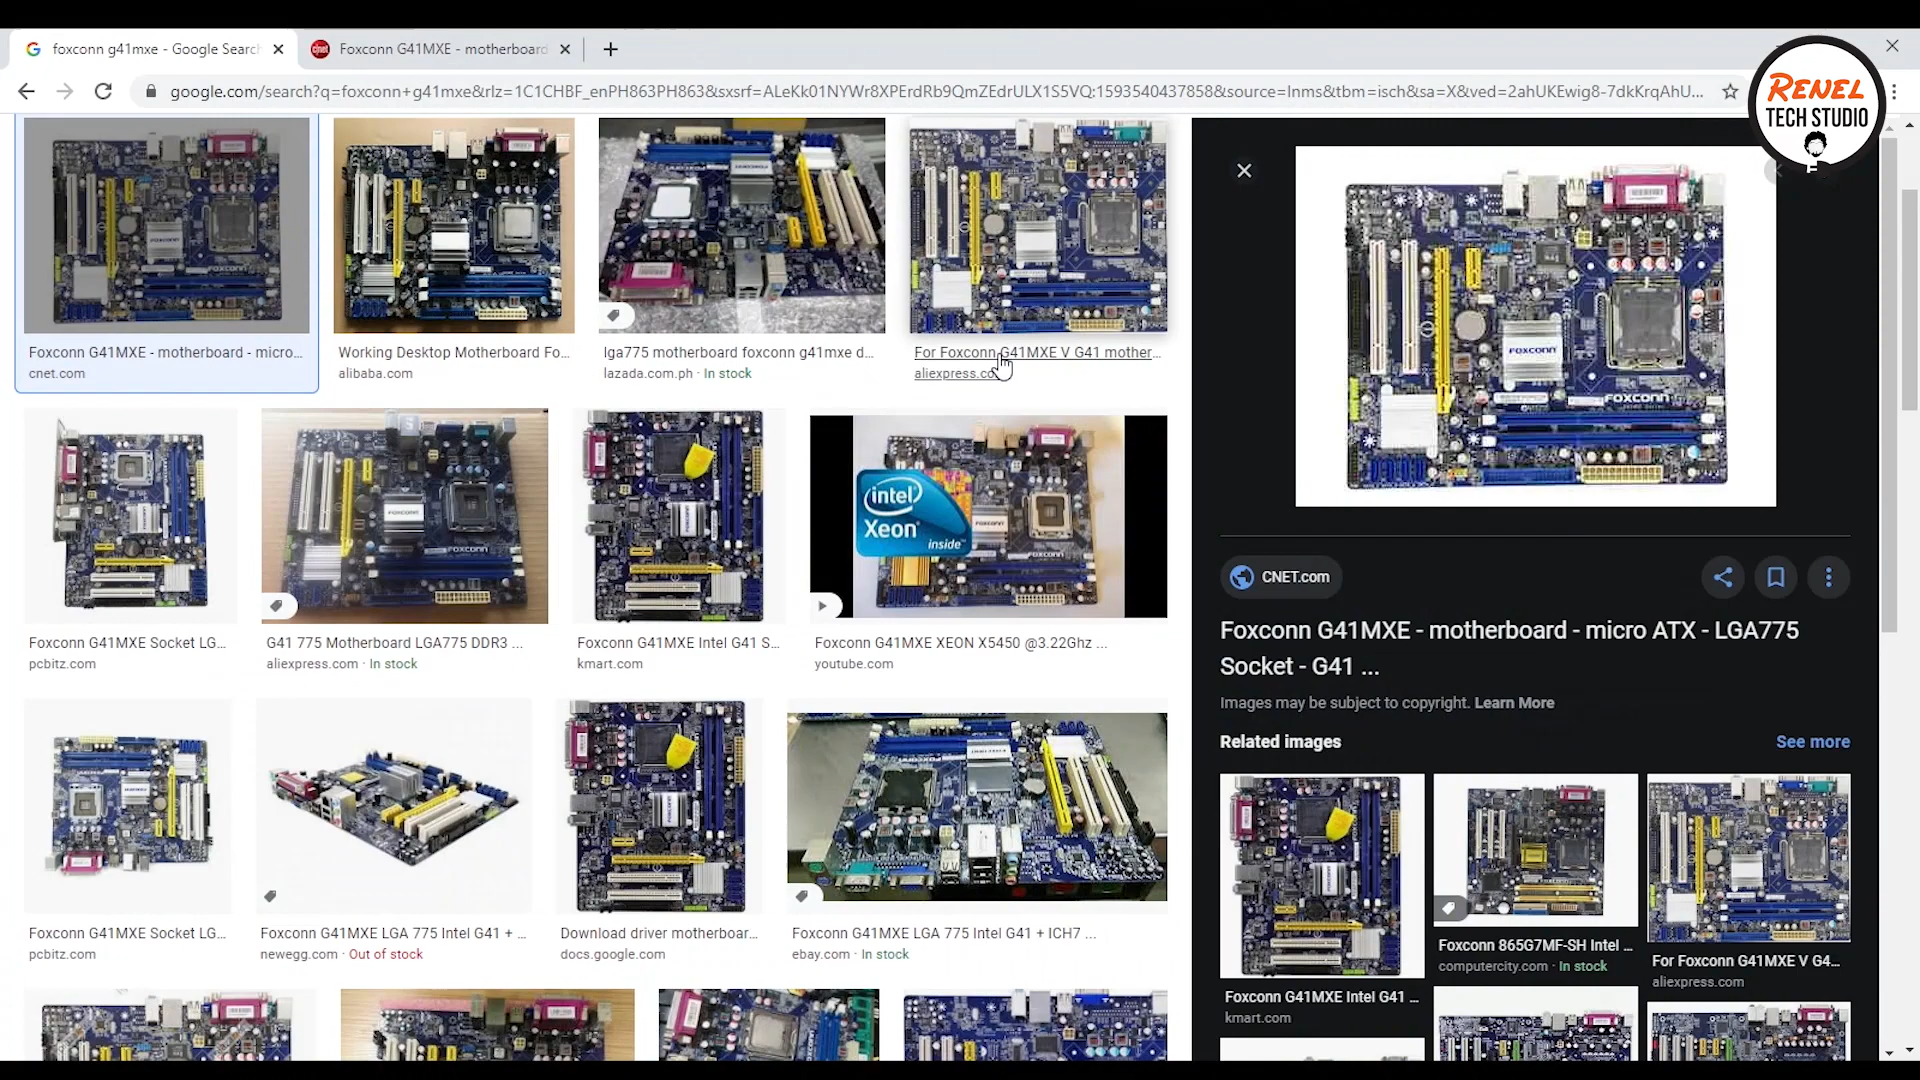 foxconn g41mxe - Google Search
Foxconn G41MXE - motherboard
google.com/search?q=foxconn+g41mxe&rlz=1C1CHBF_enPH863PH863&sxsrf=ALeKk01NYWr8XPErdRb9QmZEdrULX1S5VQ:1593540437858&source=lnms&tbm=isch&sa=X&ved=2ahUKEwig8-7dkKrqAhU...
RENEL
TECH STUDIO
Foxconn G41MXE - motherboard - micro...
cnet.com
Working Desktop Motherboard Fo...
alibaba.com
lga775 motherboard foxconn g41mxe d...
lazada.com.ph · In stock
For Foxconn G41MXE V G41 mother...
aliexpress.co
FOXCONN
FOXCONN
intel
Xeon
inside™
Foxconn G41MXE Socket LG...
pcbitz.com
G41 775 Motherboard LGA775 DDR3 ...
aliexpress.com · In stock
Foxconn G41MXE Intel G41 S...
kmart.com
Foxconn G41MXE XEON X5450 @3.22Ghz ...
youtube.com
CNET.com
Foxconn G41MXE - motherboard - micro ATX - LGA775
Socket - G41 ...
Images may be subject to copyright. Learn More
Related images
See more
Foxconn G41MXE Socket LG...
pcbitz.com
Foxconn G41MXE LGA 775 Intel G41 + ...
newegg.com · Out of stock
Download driver motherboar...
docs.google.com
Foxconn G41MXE LGA 775 Intel G41 + ICH7 ...
ebay.com · In stock
Foxconn G41MXE Intel G41 ...
kmart.com
Foxconn 865G7MF-SH Intel ...
computercity.com · In stock
For Foxconn G41MXE V G4...
aliexpress.com